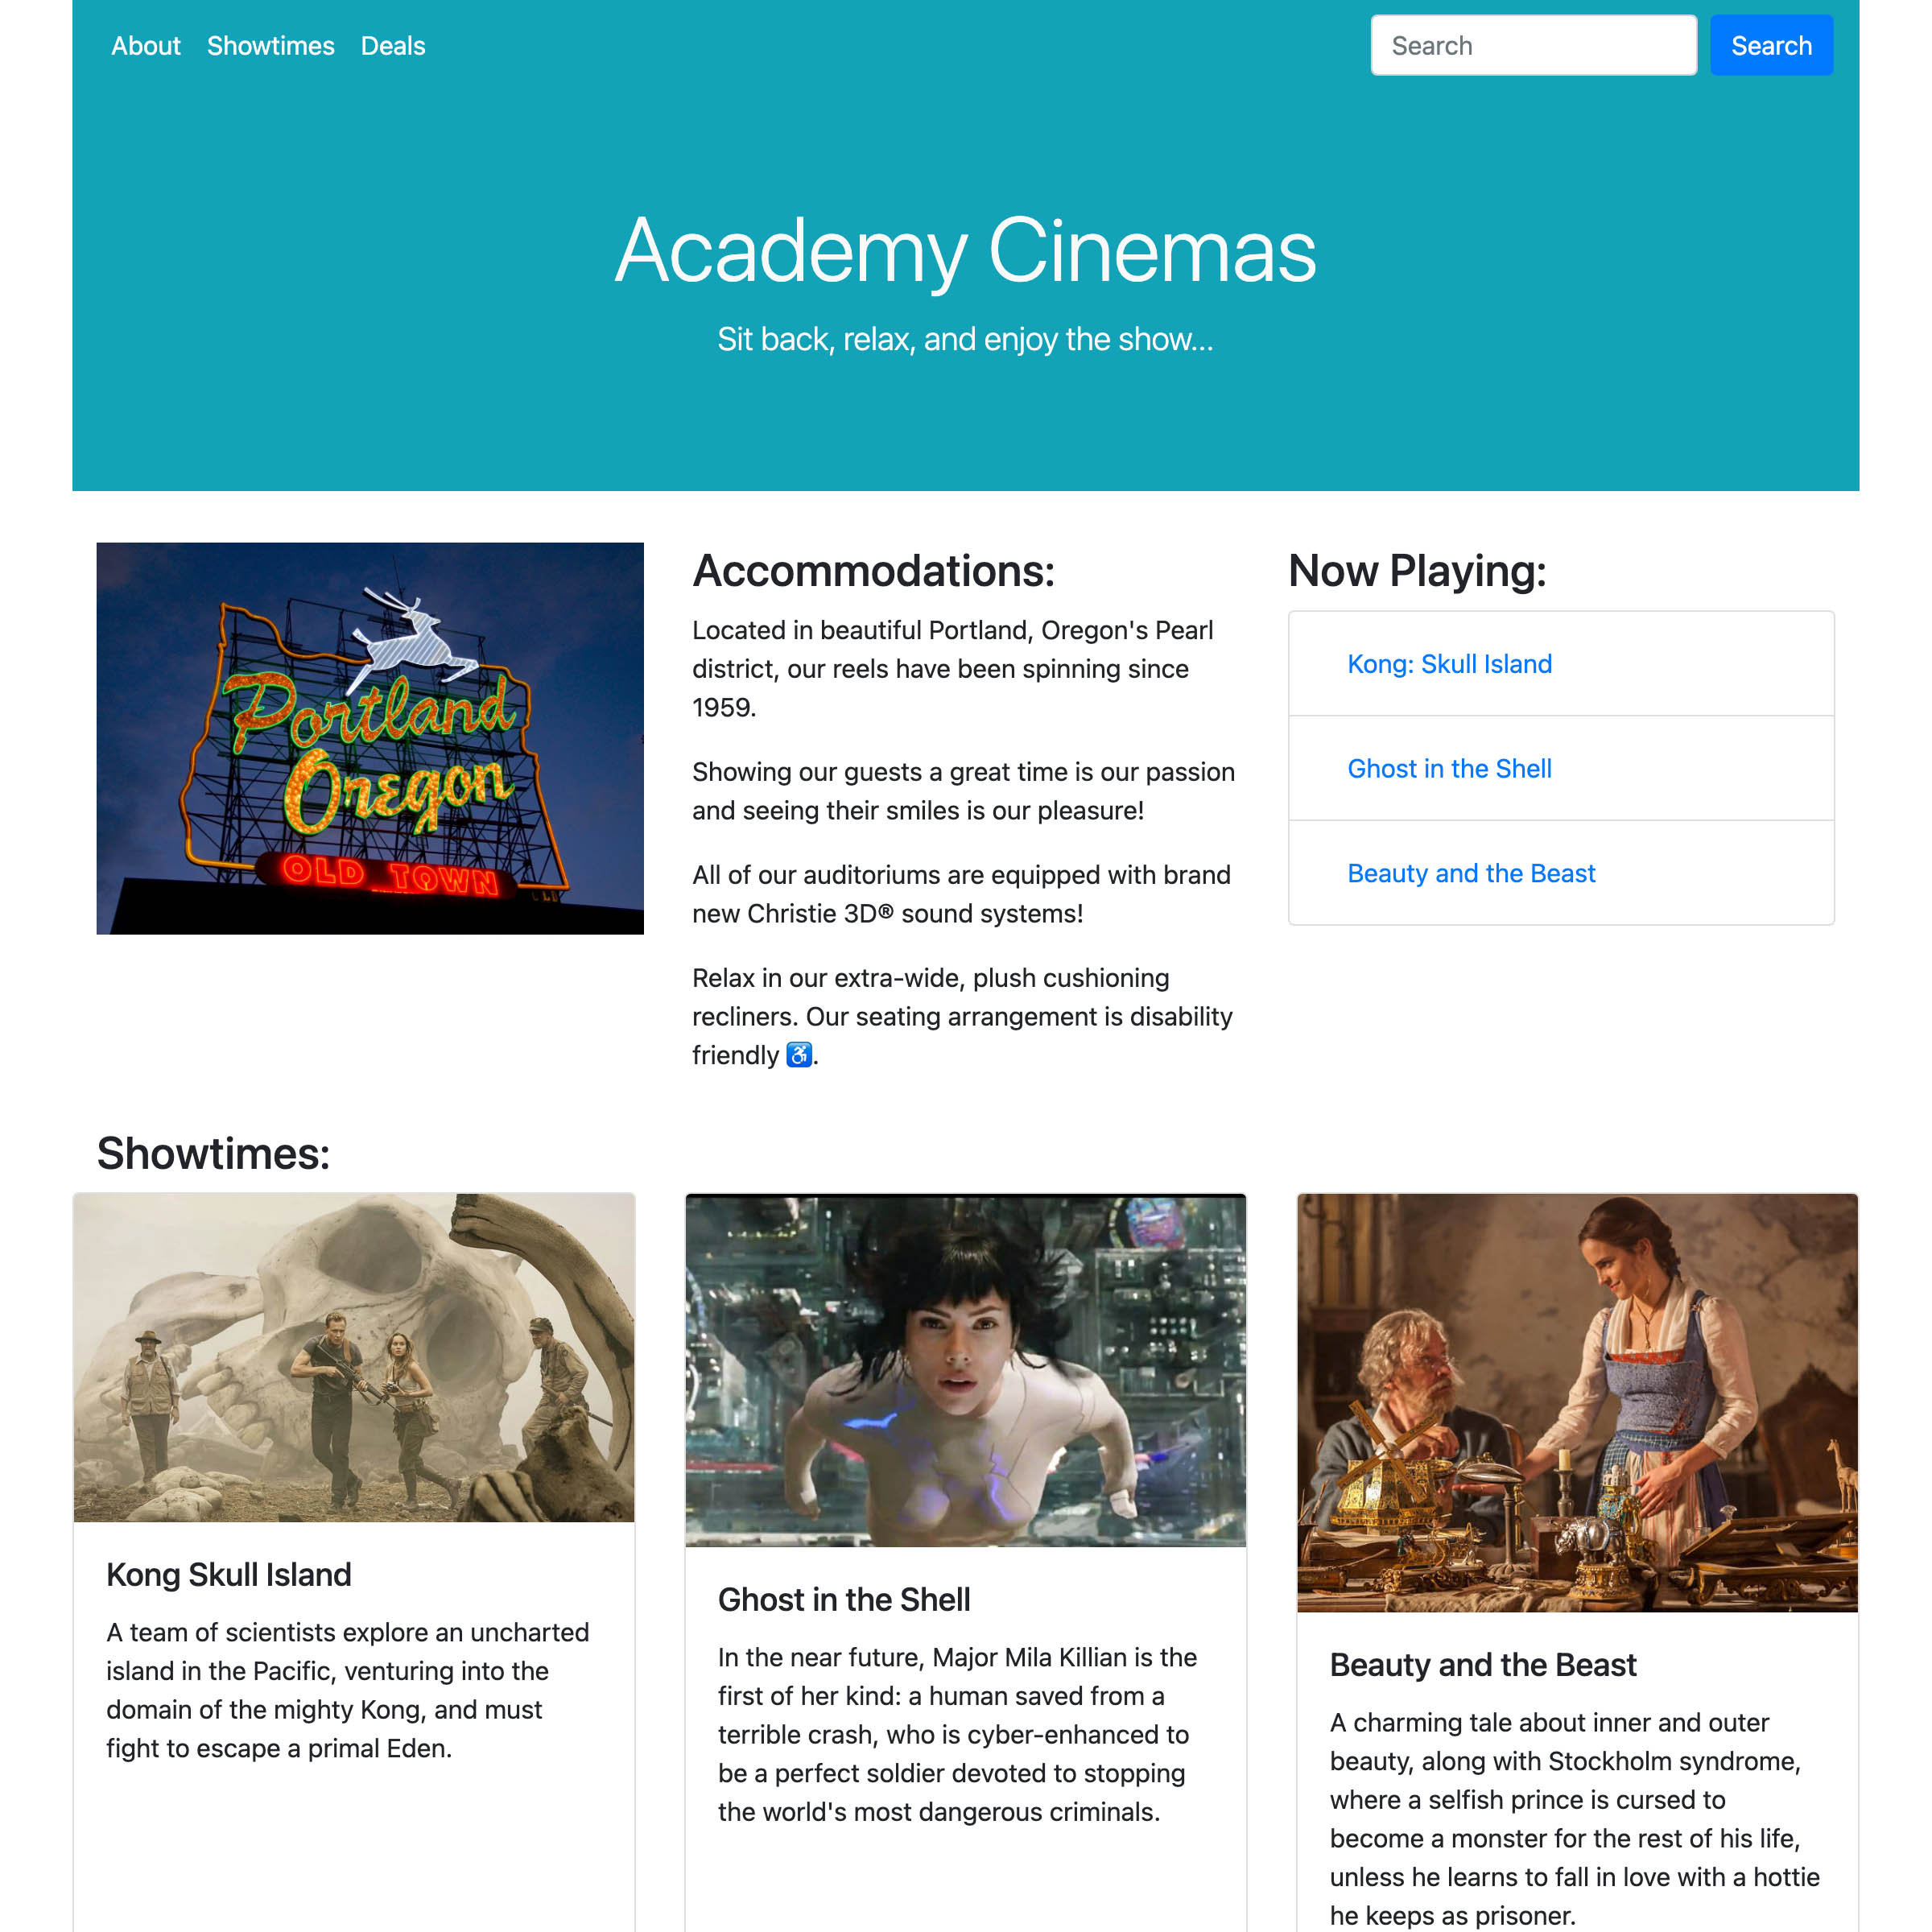 About Showtimes Deals
Search Search
Academy Cinemas
Sit back, relax, and enjoy the show...
Portland
Oregon
OLD TOWN
Accommodations:
Located in beautiful Portland, Oregon's Pearl
district, our reels have been spinning since
1959.
Showing our guests a great time is our passion
and seeing their smiles is our pleasure!
All of our auditoriums are equipped with brand
new Christie 3D® sound systems!
Relax in our extra-wide, plush cushioning
recliners. Our seating arrangement is disability
friendly ♿.
Now Playing:
Kong: Skull Island
Ghost in the Shell
Beauty and the Beast
Showtimes:
Kong Skull Island
A team of scientists explore an uncharted
island in the Pacific, venturing into the
domain of the mighty Kong, and must
fight to escape a primal Eden.
Ghost in the Shell
In the near future, Major Mila Killian is the
first of her kind: a human saved from a
terrible crash, who is cyber-enhanced to
be a perfect soldier devoted to stopping
the world's most dangerous criminals.
Beauty and the Beast
A charming tale about inner and outer
beauty, along with Stockholm syndrome,
where a selfish prince is cursed to
become a monster for the rest of his life,
unless he learns to fall in love with a hottie
he keeps as prisoner.